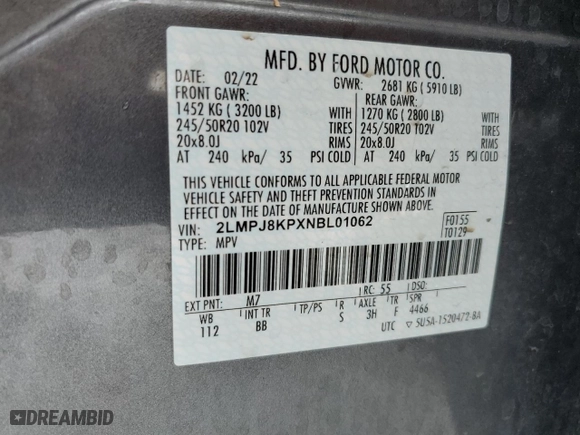 MFD. BY FORD MOTOR CO.
DATE: 02/22 GVWR: 2681 KG ( 5910 LB)
FRONT GAWR: REAR GAWR:
1452 KG ( 3200 LB) WITH 1270 KG ( 2800 LB) WITH
245/50R20 102V TIRES 245/50R20 102V TIRES
20x8.0J RIMS 20x8.0J RIMS
AT 240 kPa/ 35 PSI COLD AT 240 kPa/ 35 PSI COLD
THIS VEHICLE CONFORMS TO ALL APPLICABLE FEDERAL MOTOR
VEHICLE SAFETY AND THEFT PREVENTION STANDARDS IN
EFFECT ON THE DATE OF MANUFACTURE SHOWN ABOVE.
VIN: 2LMPJ8KPXNBL01062 F0155
TYPE: MPV T0129
EXT PNT: M7 RC: 55 DSO:
WB INT TR TP/PS R AXLE TR SPR
112 BB S 3H F 4466
UTC ▽ 5U5A-1520472-BA
DREAMBID